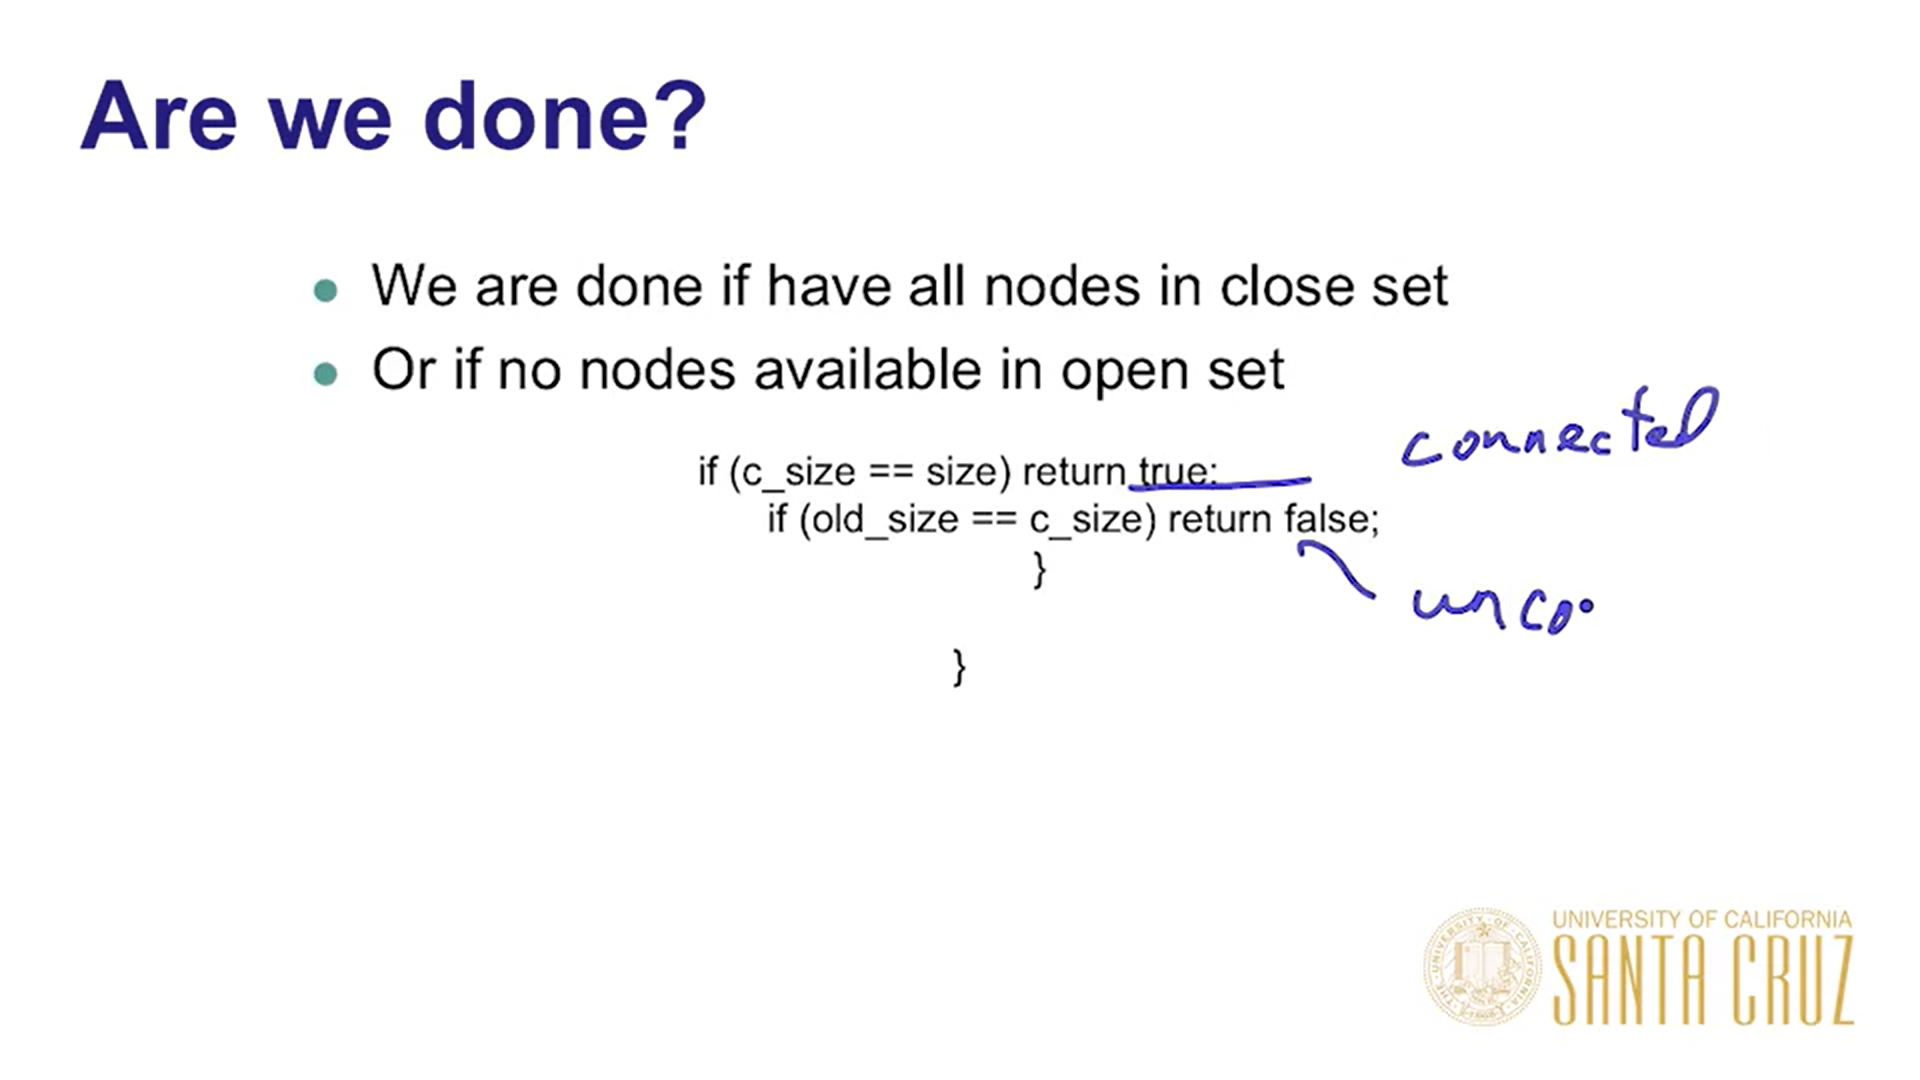 Are we done?
We are done if have all nodes in close set
Or if no nodes available in open set
connected
if (c_size == size) return true;
if (old_size == c_size) return false;
}
unco
}
UNIVERSITY OF CALIFORNIA
SANTA CRUZ